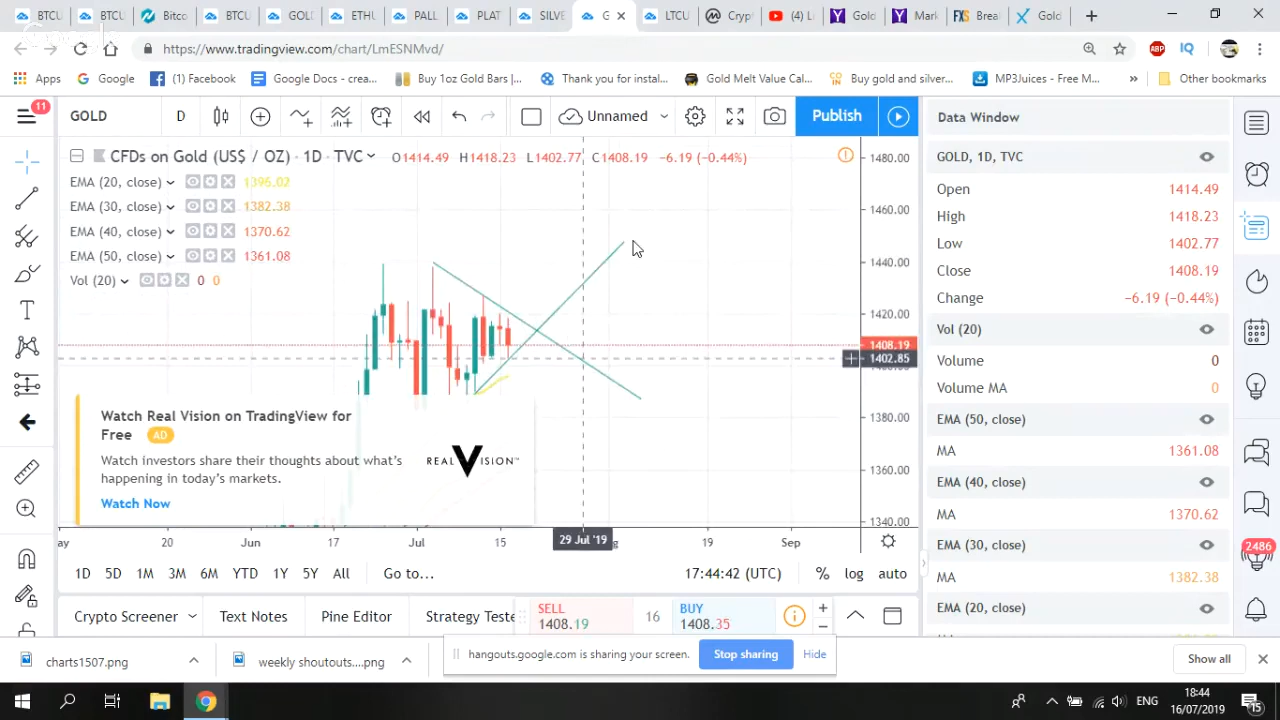 BTCU
BTCU
Bitco
BTCU
GOL
ETHU
PALL
PLAT
SILVE
G
LTCU
Cryp
(4) L
Gold
Mark
FXS
Brea
Gold
https://www.tradingview.com/chart/LmESNMvd/
ABP
IQ
Apps
Google
(1) Facebook
Google Docs - crea...
Buy 1oz Gold Bars |...
Thank you for instal...
Gold Melt Value Cal...
COIN
Buy gold and silver...
MP3Juices - Free M...
»
Other bookmarks
11
GOLD
D
Unnamed
Publish
CFDs on Gold (US$ / OZ) · 1D · TVC
O1414.49 H1418.23 L1402.77 C1408.19 −6.19 (−0.44%)
EMA (20, close) 1396.02
EMA (30, close) 1382.38
EMA (40, close) 1370.62
EMA (50, close) 1361.08
Vol (20) 0 0
1480.00
1460.00
1440.00
1420.00
1408.19
1402.85
1380.00
1360.00
1340.00
Watch Real Vision on TradingView for
Free AD
Watch investors share their thoughts about what's
happening in today's markets.
Watch Now
REAL VISION™
ay 20 Jun 17 Jul 15 29 Jul '19 g 19 Sep
1D 5D 1M 3M 6M YTD 1Y 5Y All Go to...
17:44:42 (UTC) % log auto
Crypto Screener
Text Notes
Pine Editor
Strategy Teste
SELL
1408.19
16
BUY
1408.35
Data Window
GOLD, 1D, TVC
Open 1414.49
High 1418.23
Low 1402.77
Close 1408.19
Change −6.19 (−0.44%)
Vol (20)
Volume 0
Volume MA 0
EMA (50, close)
MA 1361.08
EMA (40, close)
MA 1370.62
EMA (30, close)
MA 1382.38
EMA (20, close)
2486
charts1507.png
weekly shoutouts....png
hangouts.google.com is sharing your screen.
Stop sharing
Hide
Show all
ENG
18:44
16/07/2019
15